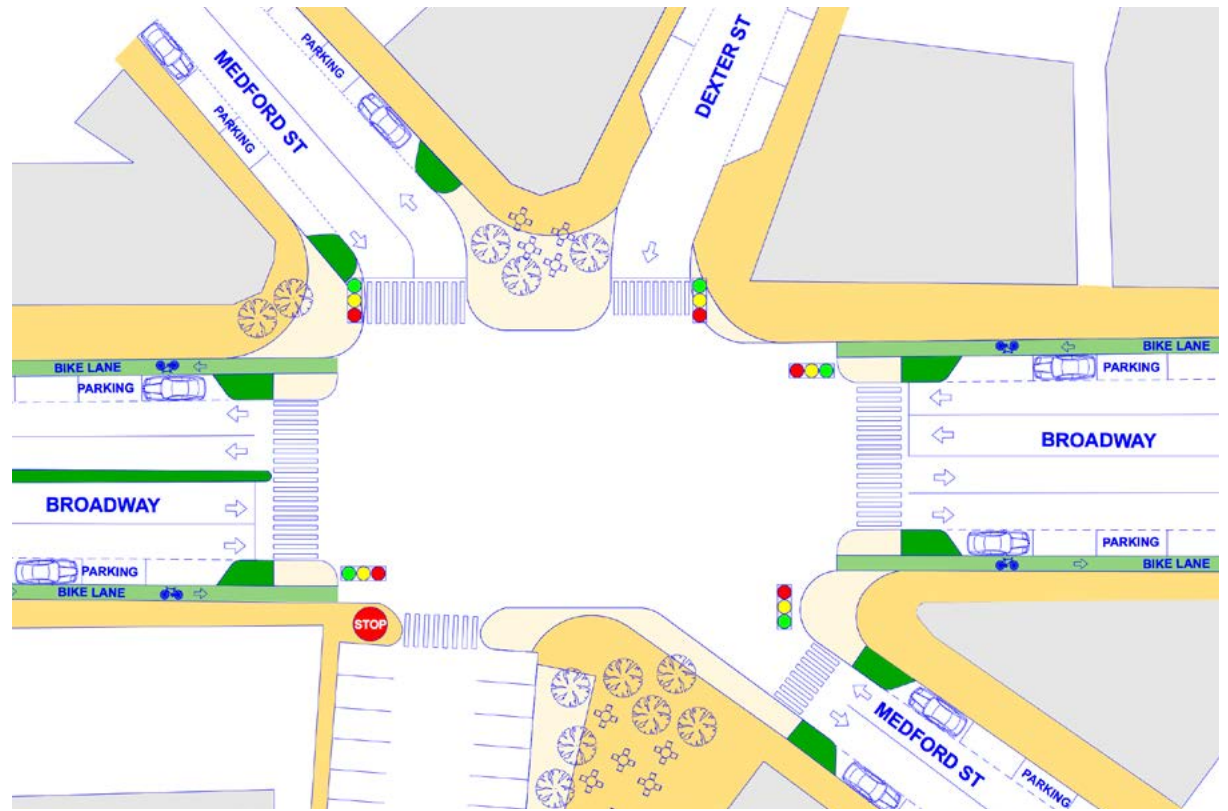 PARKING
MEDFORD ST
PARKING
DEXTER ST
BIKE LANE
PARKING
BIKE LANE
PARKING
BROADWAY
BROADWAY
PARKING
BIKE LANE
PARKING
BIKE LANE
STOP
MEDFORD ST
PARKING